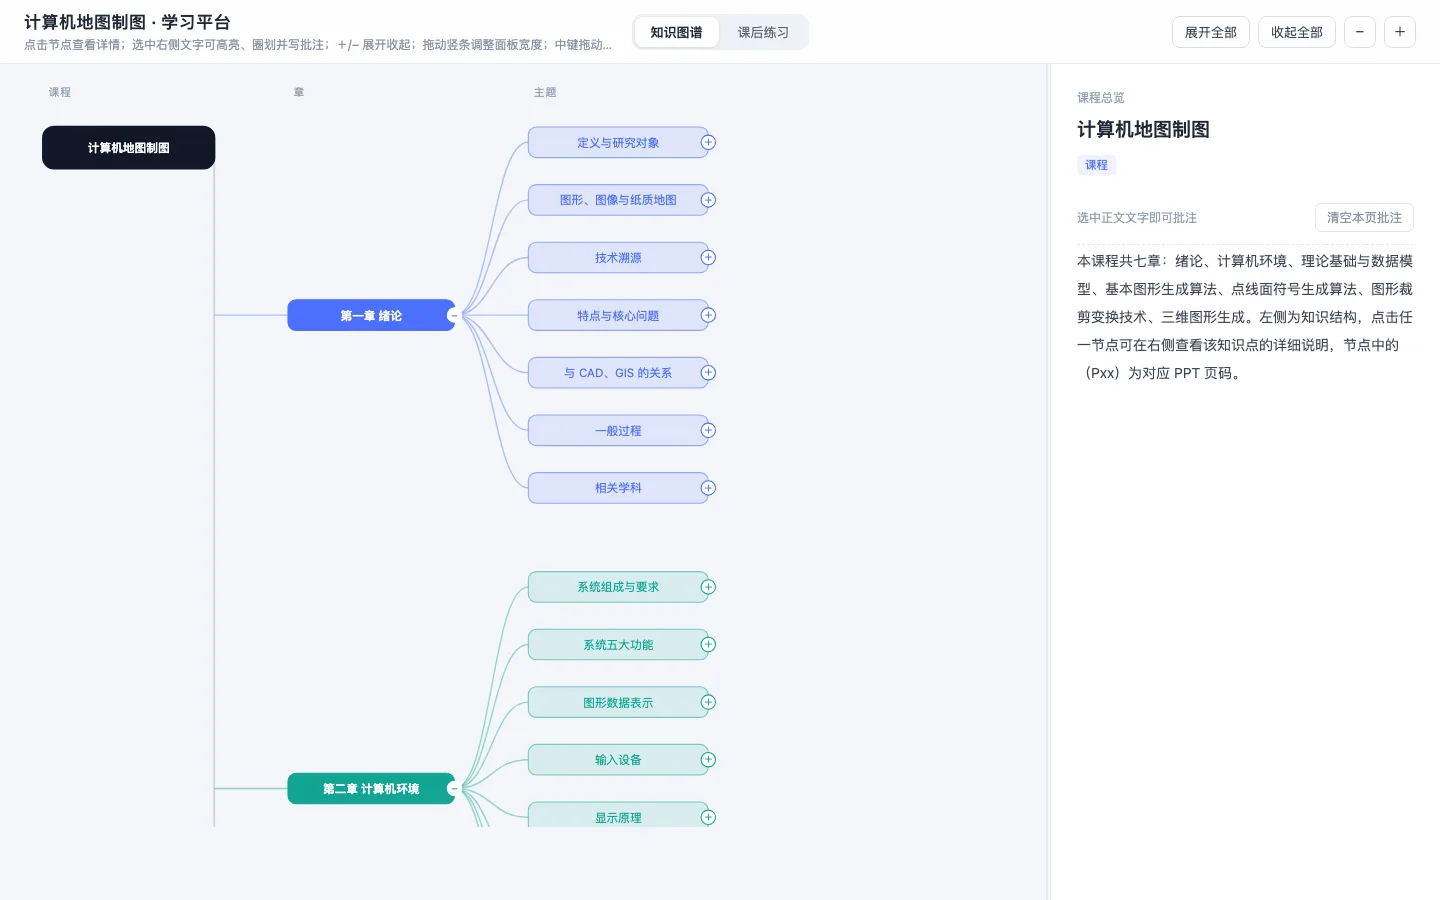 计算机地图制图 · 学习平台
点击节点查看详情；选中右侧文字可高亮、圈划并写批注；+/− 展开收起；拖动竖条调整面板宽度；中键拖动...
知识图谱
课后练习
展开全部
收起全部
−
+
课程
章
主题
计算机地图制图
第一章 绪论
−
定义与研究对象
+
图形、图像与纸质地图
+
技术溯源
+
特点与核心问题
+
与 CAD、GIS 的关系
+
一般过程
+
相关学科
+
第二章 计算机环境
−
系统组成与要求
+
系统五大功能
+
图形数据表示
+
输入设备
+
显示原理
+
课程总览
计算机地图制图
课程
选中正文文字即可批注
清空本页批注
本课程共七章：绪论、计算机环境、理论基础与数据模
型、基本图形生成算法、点线面符号生成算法、图形裁
剪变换技术、三维图形生成。左侧为知识结构，点击任
一节点可在右侧查看该知识点的详细说明，节点中的
（Pxx）为对应 PPT 页码。